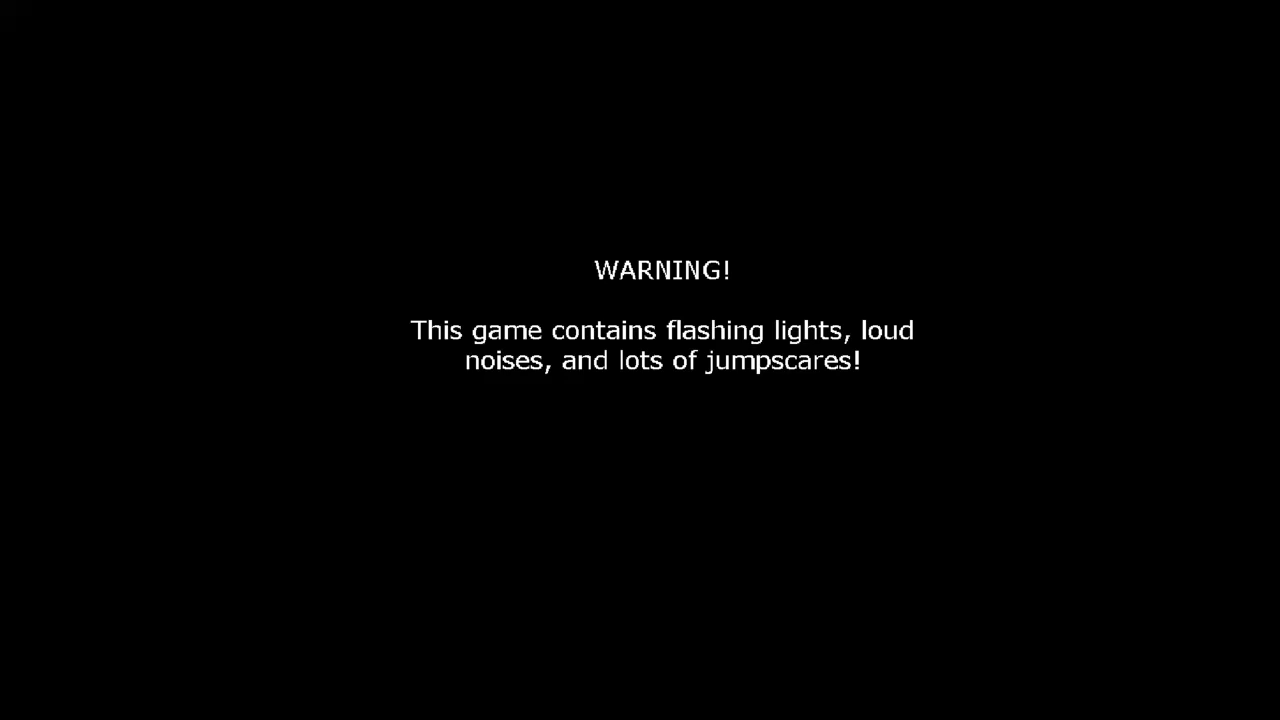 WARNING!
This game contains flashing lights, loud
noises, and lots of jumpscares!